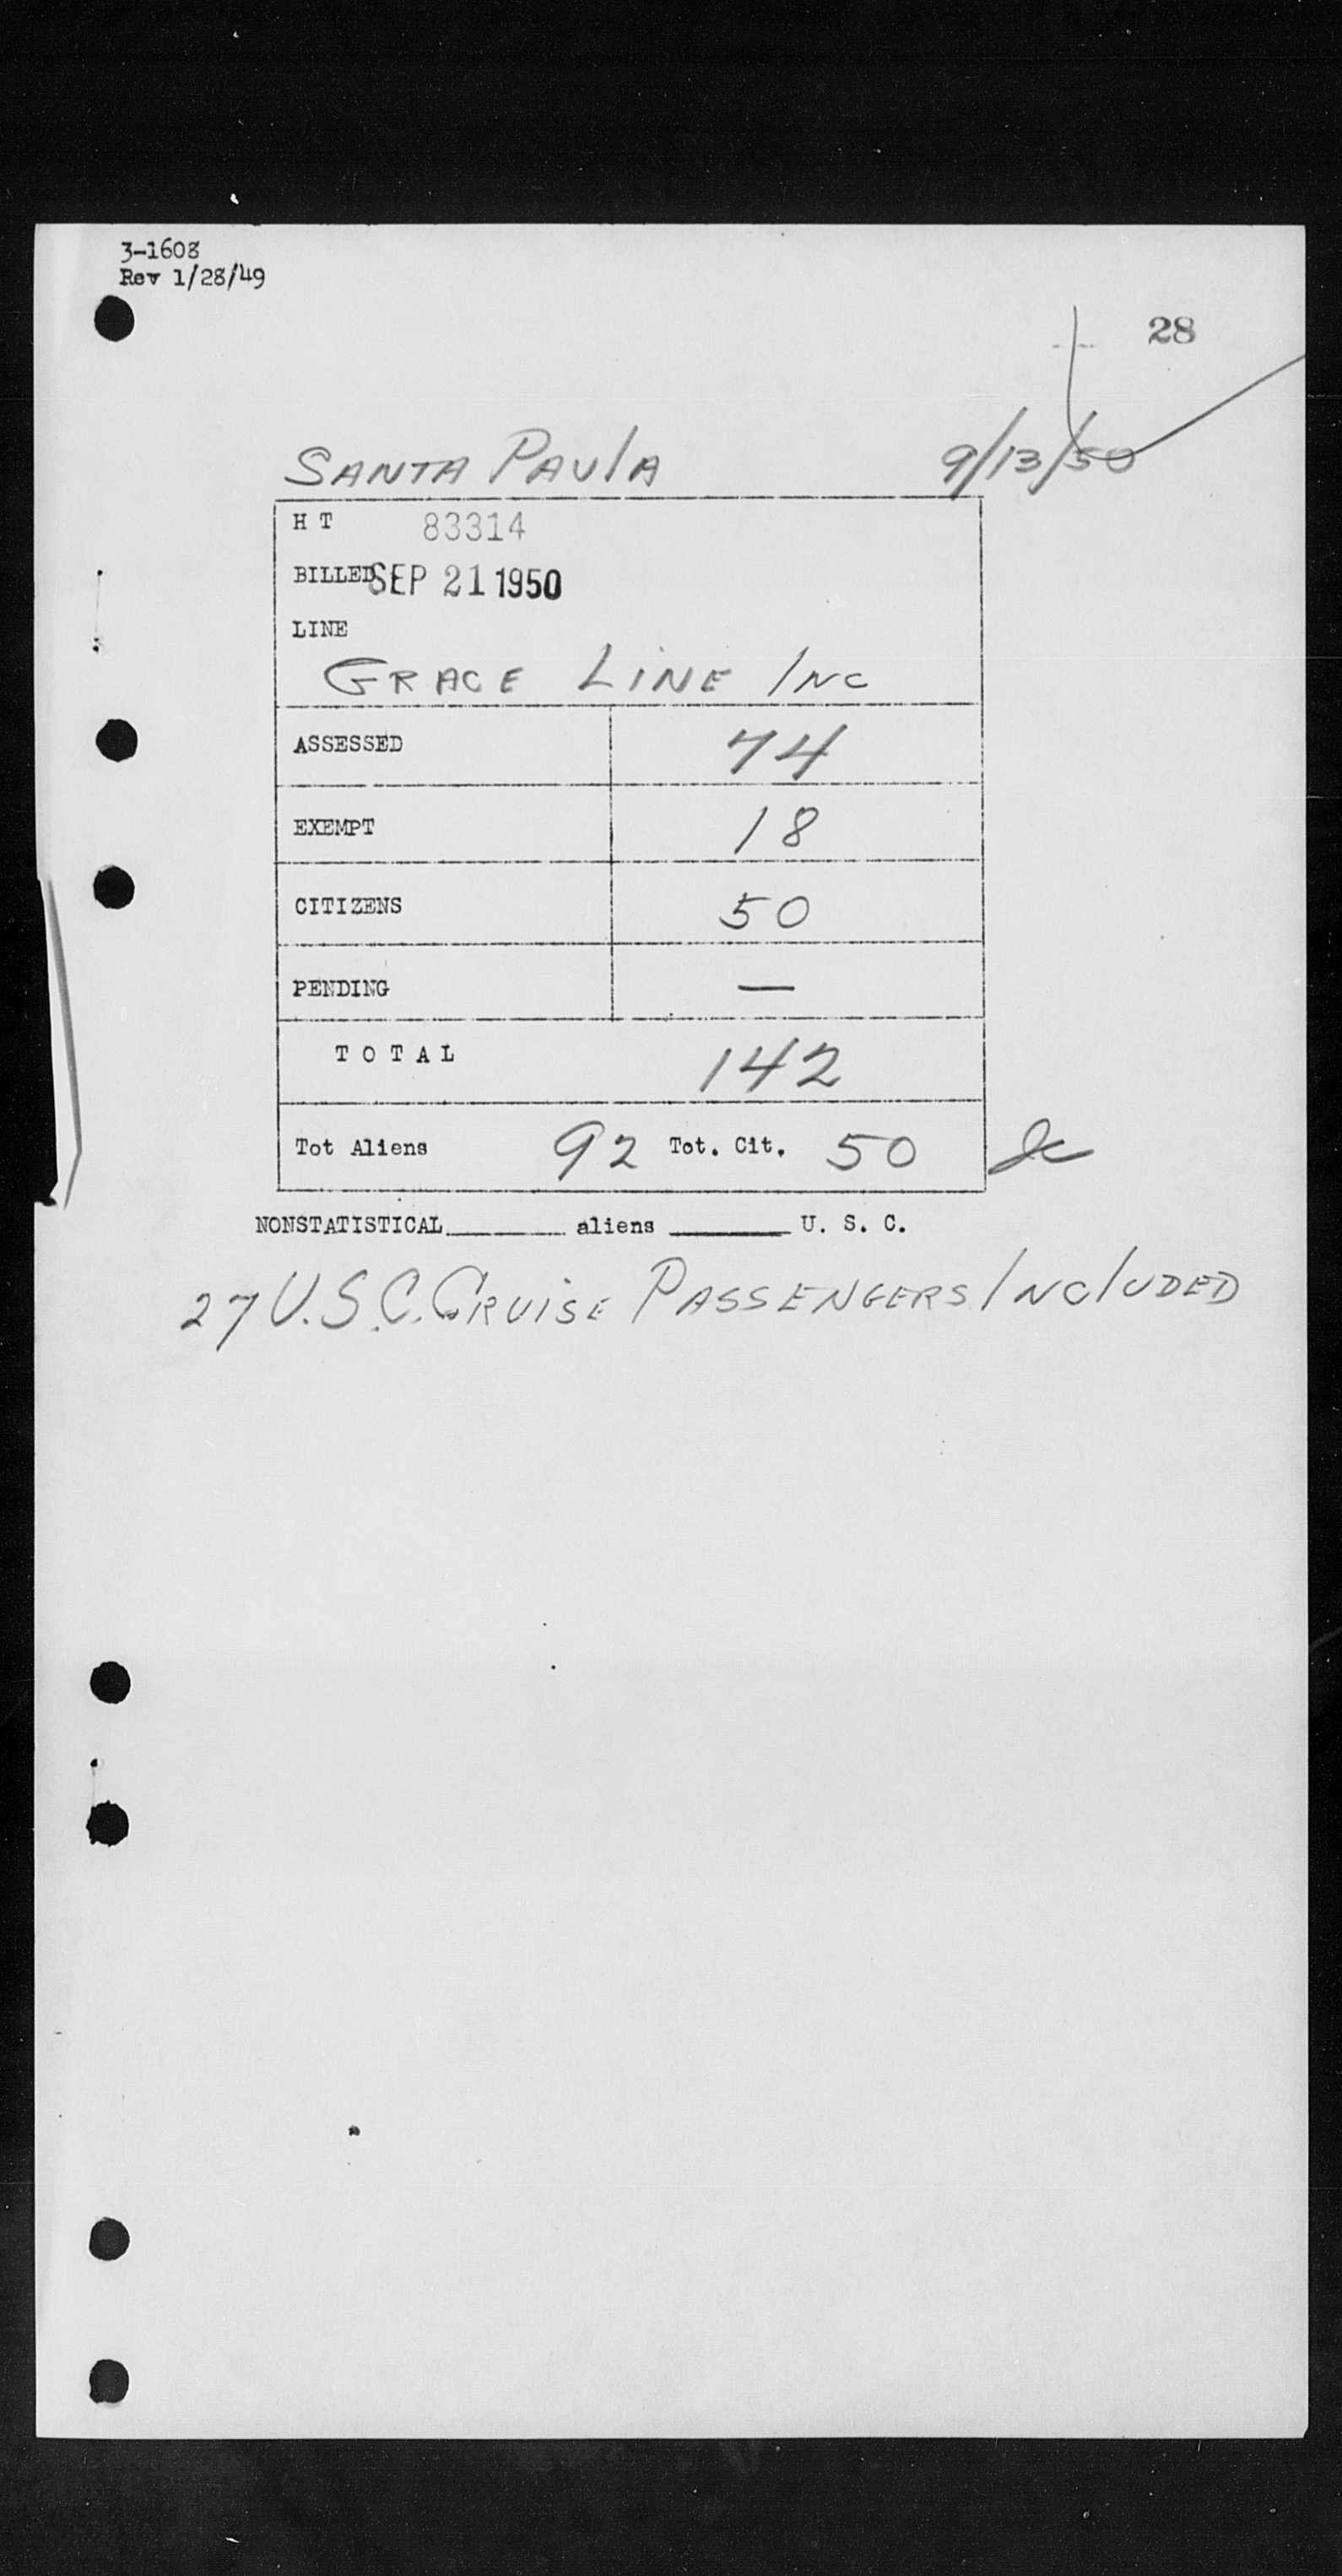 3-1608
Rev 1/28/49
28
SANTA PAULA 9/13/50
H T 83314
BILLED SEP 21 1950
LINE
GRACE LINE INC
ASSESSED 74
EXEMPT 18
CITIZENS 50
PENDING —
T O T A L 142
Tot Aliens 92 Tot. Cit. 50
NONSTATISTICAL ______ aliens ______ U. S. C.
27 U.S.C. CRUISE PASSENGERS INCLUDED